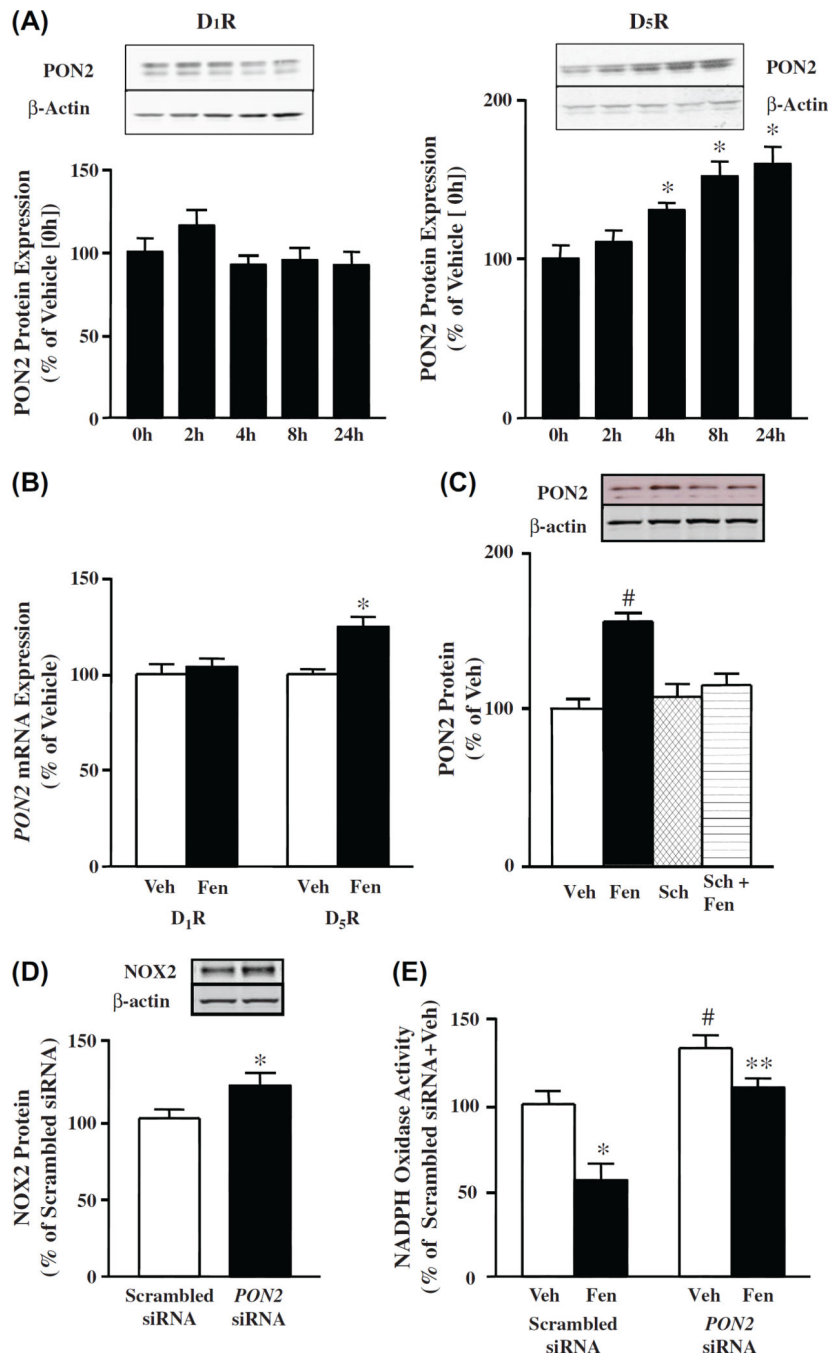 (A)
D1R
PON2
β-Actin
PON2 Protein Expression
(% of Vehicle [0h])
150
100
50
0
0h 2h 4h 8h 24h
D5R
PON2
β-Actin
PON2 Protein Expression
(% of Vehicle [ 0h])
200
100
0
* * *
0h 2h 4h 8h 24h
(B)
PON2 mRNA Expression
(% of Vehicle)
150
100
50
0
*
Veh Fen Veh Fen
D1R D5R
(C)
PON2
β-actin
PON2 Protein
(% of Veh)
200
100
0
#
Veh Fen Sch Sch +
Fen
(D)
NOX2
β-actin
NOX2 Protein
(% of Scrambled siRNA)
150
100
50
0
*
Scrambled PON2
siRNA siRNA
(E)
NADPH Oxidase Activity
(% of Scrambled siRNA+Veh)
150
100
50
0
*
#
**
Veh Fen Veh Fen
Scrambled PON2
siRNA siRNA